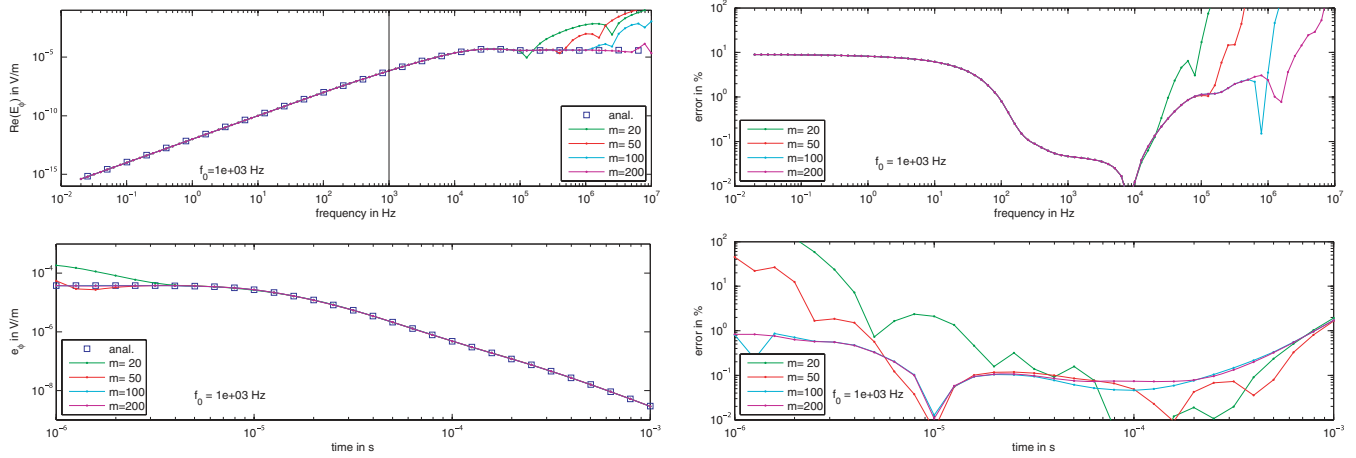 Re(E_ϕ) in V/m
10^-5
10^-10
10^-15
anal.
m= 20
m= 50
m=100
m=200
f_0=1e+03 Hz
10^-2 10^-1 10^0 10^1 10^2 10^3 10^4 10^5 10^6 10^7
frequency in Hz
error in %
10^2
10^1
10^0
10^-1
10^-2
m= 20
m= 50
m=100
m=200
f_0 = 1e+03 Hz
10^-2 10^-1 10^0 10^1 10^2 10^3 10^4 10^5 10^6 10^7
frequency in Hz
e_ϕ in V/m
10^-4
10^-6
10^-8
anal.
m= 20
m= 50
m=100
m=200
f_0 = 1e+03 Hz
10^-6 10^-5 10^-4 10^-3
time in s
error in %
10^2
10^1
10^0
10^-1
10^-2
m= 20
m= 50
m=100
m=200
f_0 = 1e+03 Hz
10^-6 10^-5 10^-4 10^-3
time in s